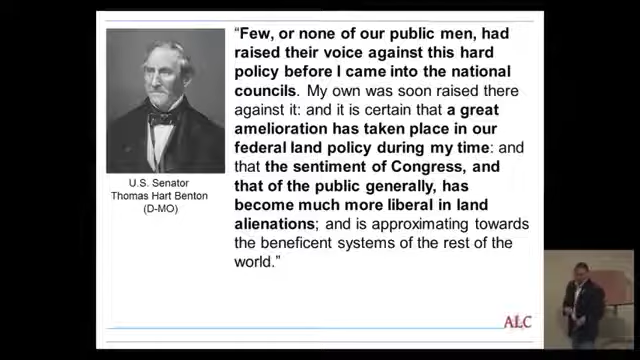 “Few, or none of our public men, had
raised their voice against this hard
policy before I came into the national
councils. My own was soon raised there
against it: and it is certain that a great
amelioration has taken place in our
federal land policy during my time: and
that the sentiment of Congress, and
that of the public generally, has
become much more liberal in land
alienations; and is approximating towards
the beneficent systems of the rest of the
world.”
U.S. Senator
Thomas Hart Benton
(D-MO)
ALC